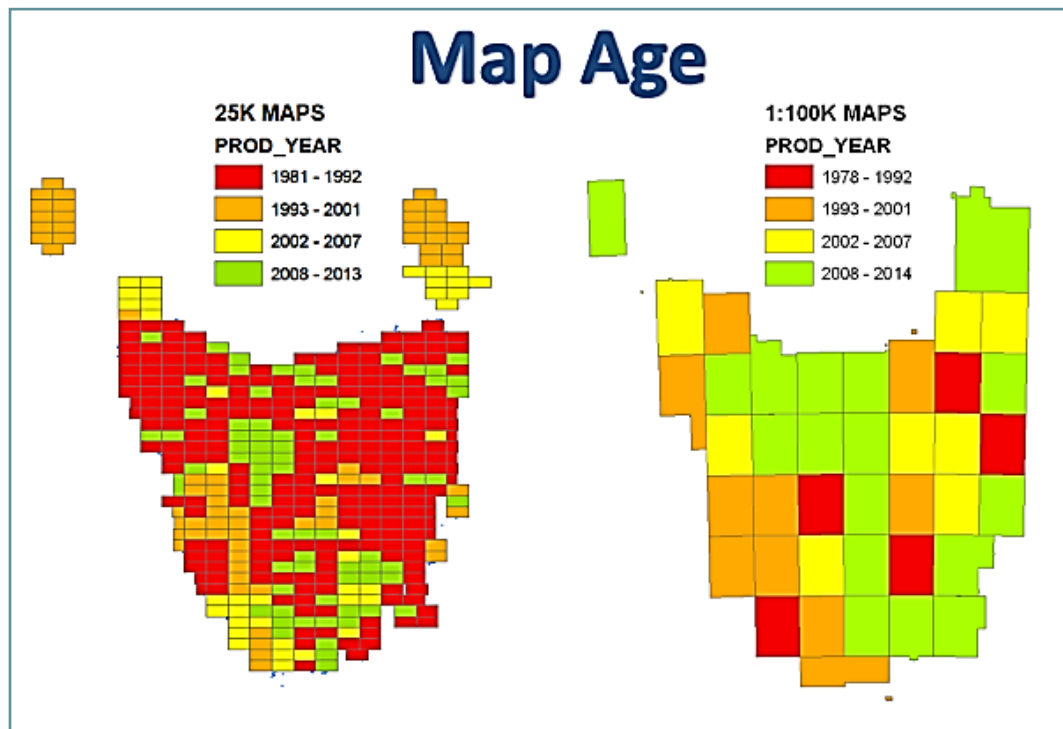 Map Age
25K MAPS
PROD_YEAR
1981 - 1992
1993 - 2001
2002 - 2007
2008 - 2013
1:100K MAPS
PROD_YEAR
1978 - 1992
1993 - 2001
2002 - 2007
2008 - 2014